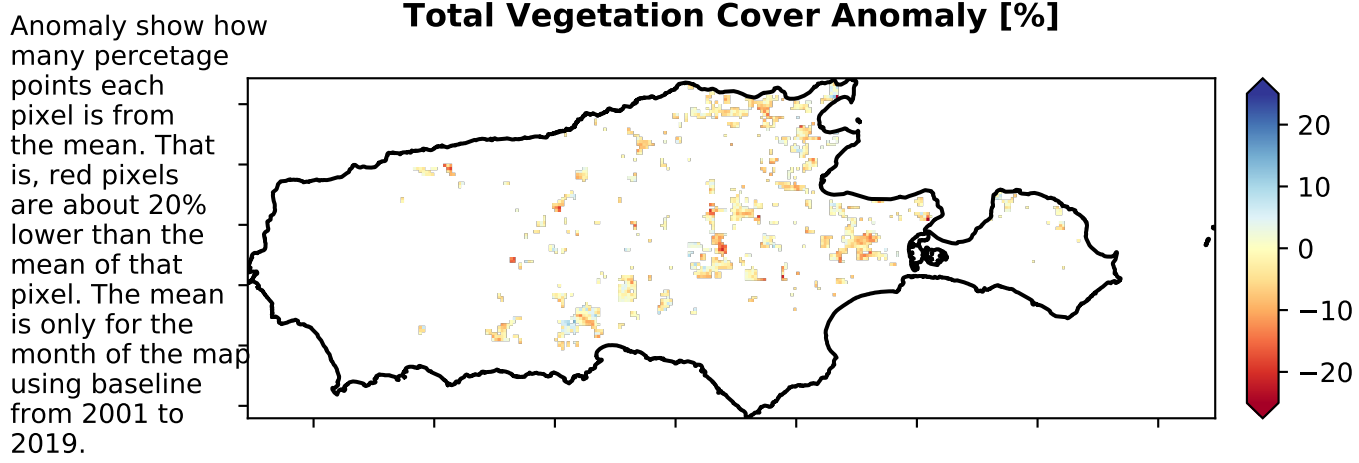 Total Vegetation Cover Anomaly [%]
Anomaly show how
many percetage
points each
pixel is from
the mean. That
is, red pixels
are about 20%
lower than the
mean of that
pixel. The mean
is only for the
month of the map
using baseline
from 2001 to
2019.
20
10
0
−10
−20